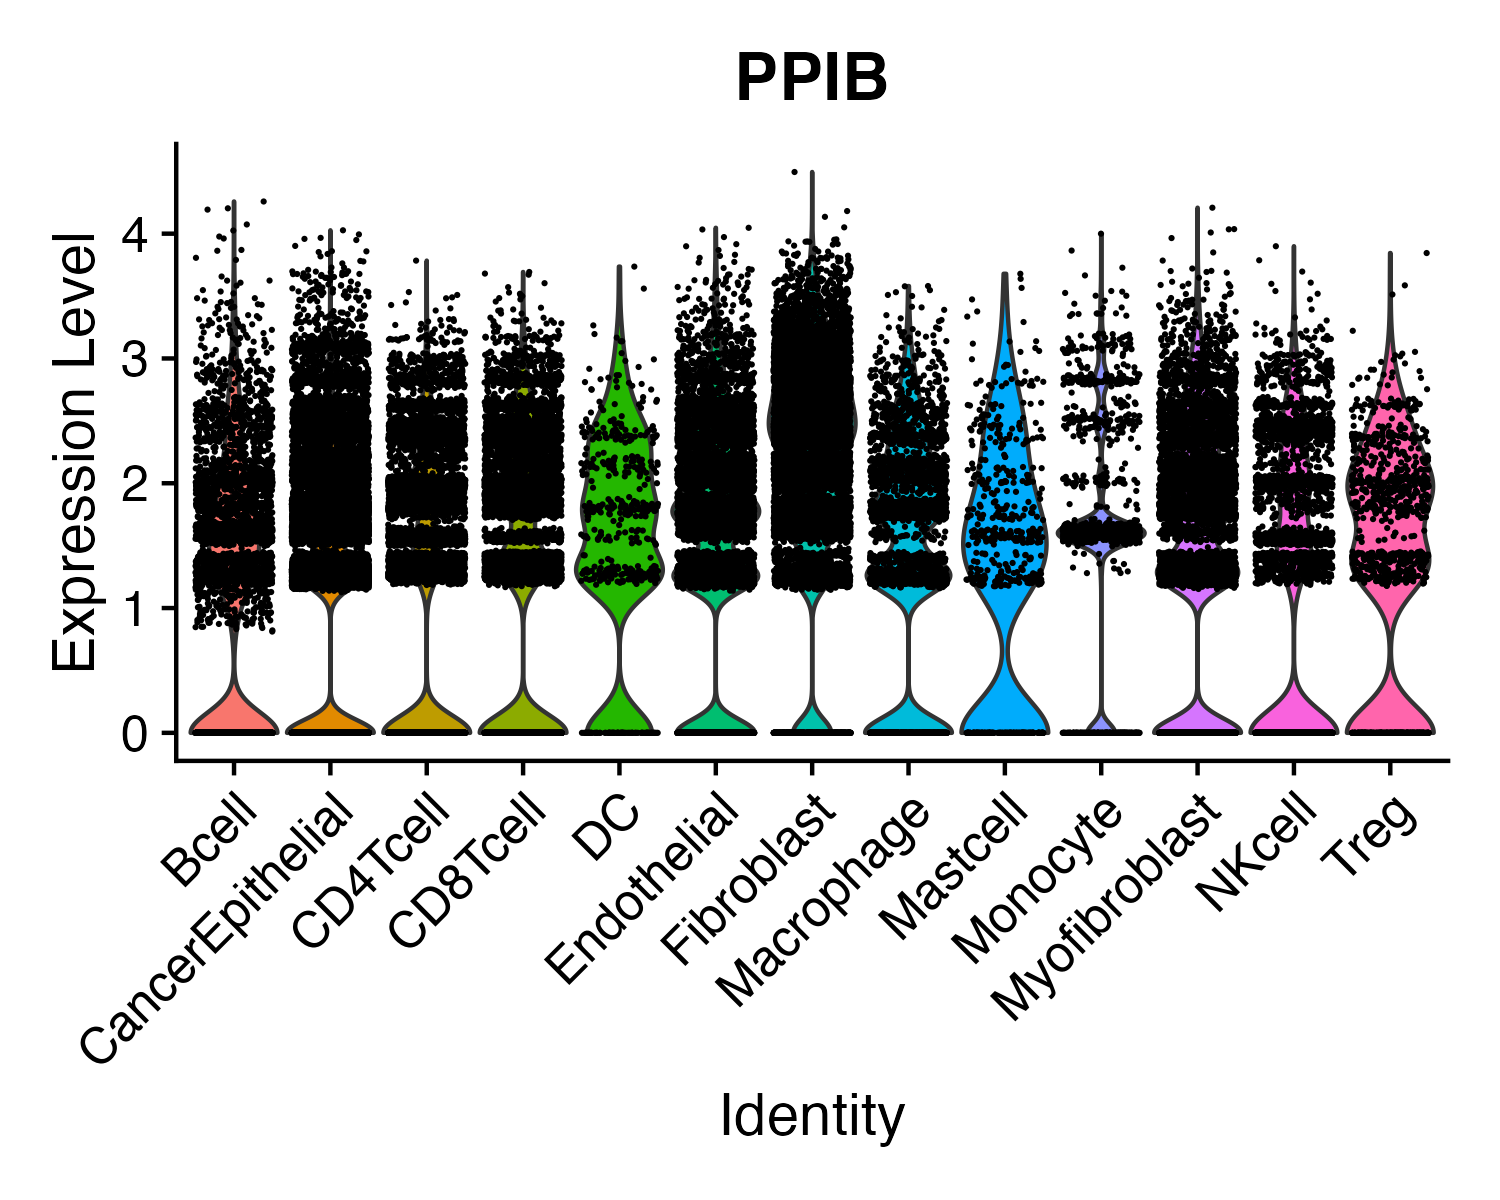 PPIB
Expression Level
4
3
2
1
0
Bcell
CancerEpithelial
CD4Tcell
CD8Tcell
DC
Endothelial
Fibroblast
Macrophage
Mastcell
Monocyte
Myofibroblast
NKcell
Treg
Identity